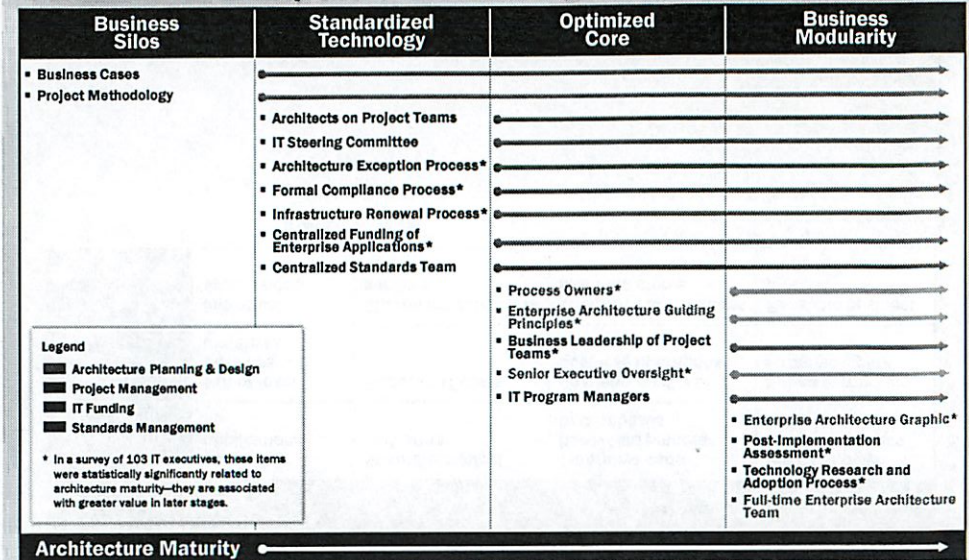 Business Silos
Standardized Technology
Optimized Core
Business Modularity
▪ Business Cases
▪ Project Methodology
▪ Architects on Project Teams
▪ IT Steering Committee
▪ Architecture Exception Process*
▪ Formal Compliance Process*
▪ Infrastructure Renewal Process*
▪ Centralized Funding of
Enterprise Applications*
▪ Centralized Standards Team
▪ Process Owners*
▪ Enterprise Architecture Guiding
Principles*
▪ Business Leadership of Project
Teams*
▪ Senior Executive Oversight*
▪ IT Program Managers
▪ Enterprise Architecture Graphic*
▪ Post-Implementation
Assessment*
▪ Technology Research and
Adoption Process*
▪ Full-time Enterprise Architecture
Team
Legend
Architecture Planning & Design
Project Management
IT Funding
Standards Management
* In a survey of 103 IT executives, these items
were statistically significantly related to
architecture maturity—they are associated
with greater value in later stages.
Architecture Maturity